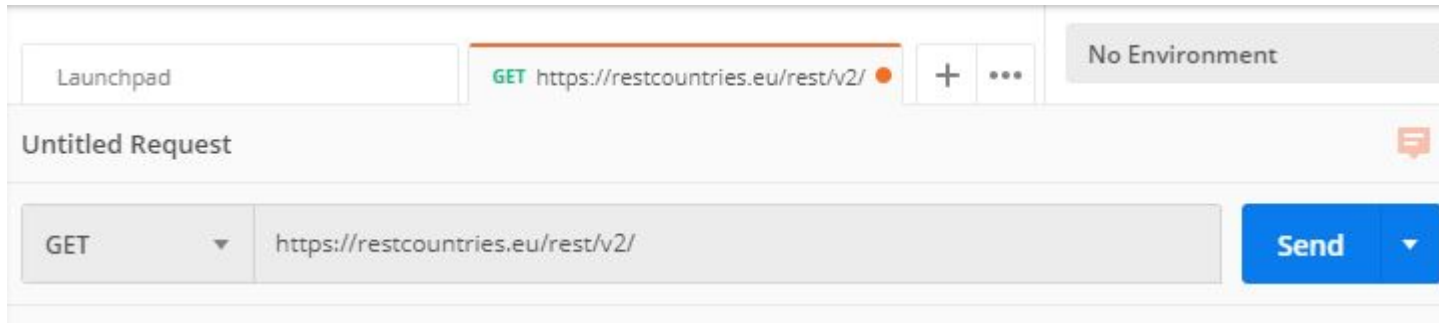 Launchpad
GET https://restcountries.eu/rest/v2/
No Environment
Untitled Request
GET
https://restcountries.eu/rest/v2/
Send